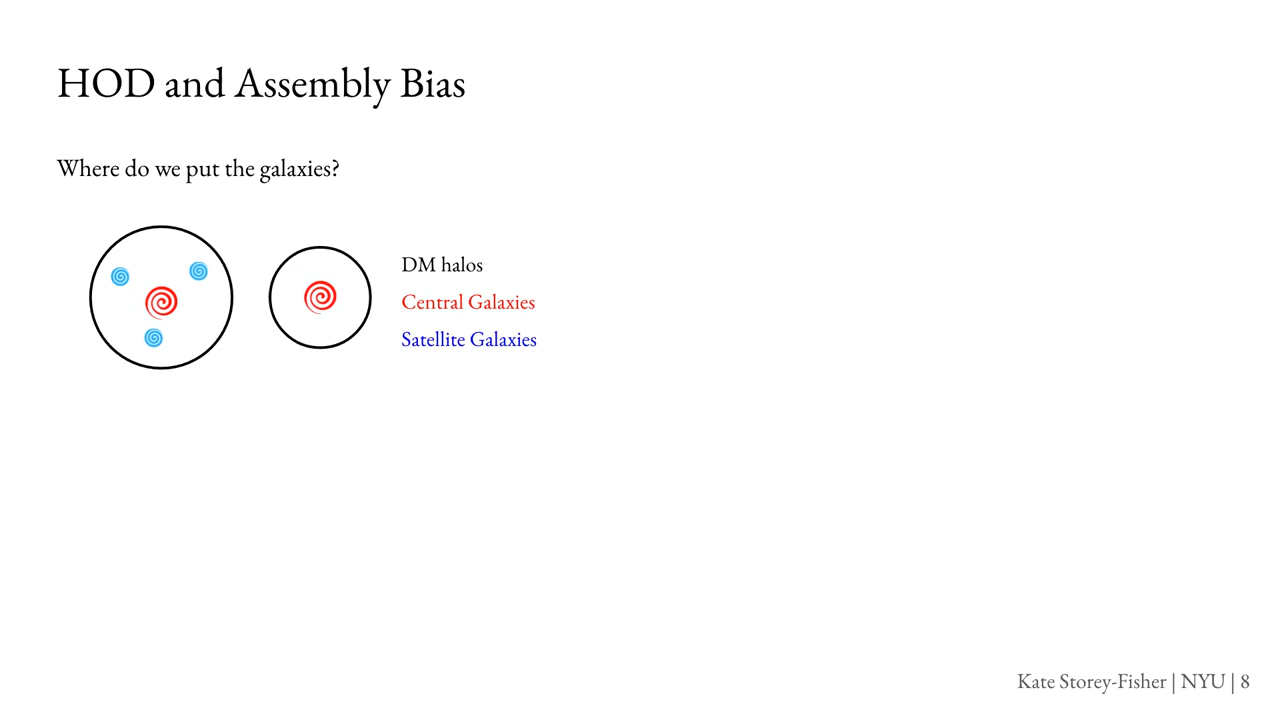 HOD and Assembly Bias
Where do we put the galaxies?
DM halos
Central Galaxies
Satellite Galaxies
Kate Storey-Fisher | NYU | 8